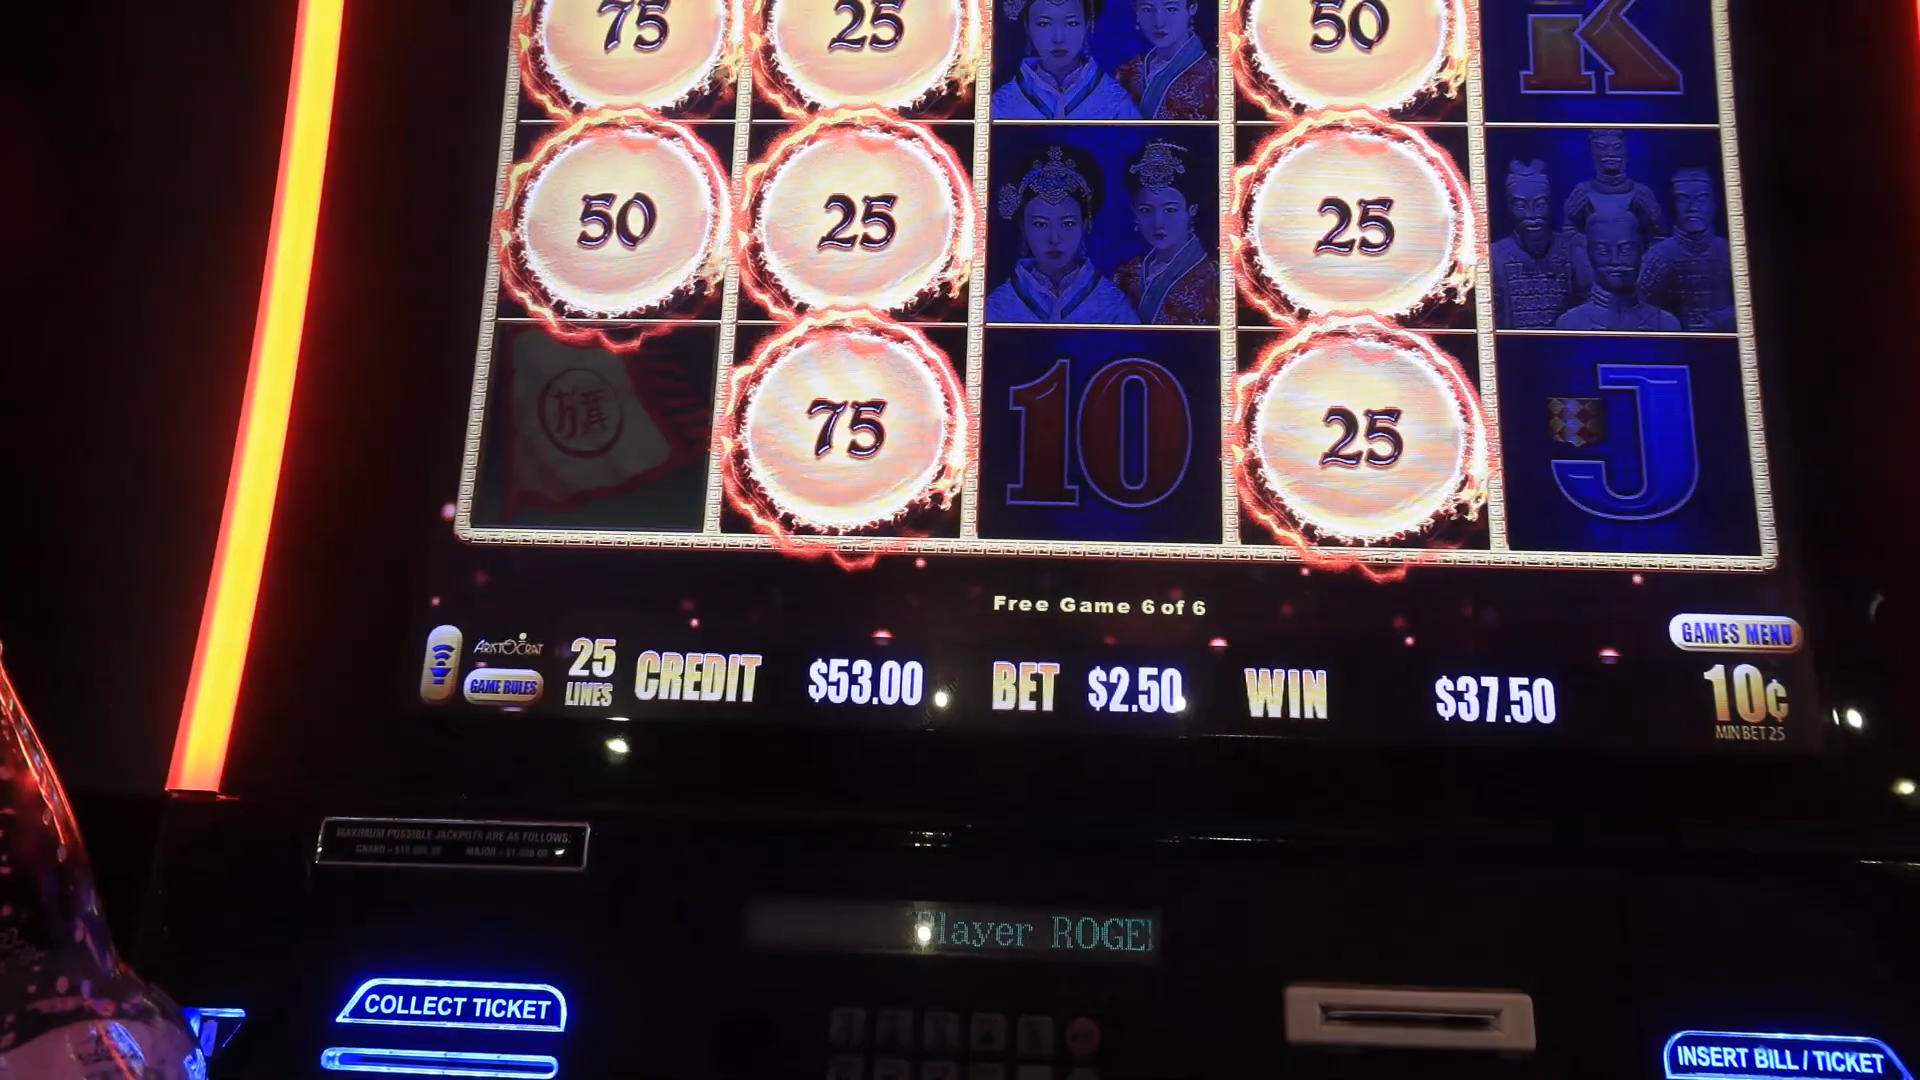 75 25 50 K
50 25 25
旗 75 10 25 J
Free Game 6 of 6
GAMES MENU
ARISTOCRAT
GAME RULES
25 LINES
CREDIT $53.00 BET $2.50 WIN $37.50
10¢
MIN BET 25
MAXIMUM POSSIBLE JACKPOTS ARE AS FOLLOWS:
Player ROGE
COLLECT TICKET
INSERT BILL / TICKET